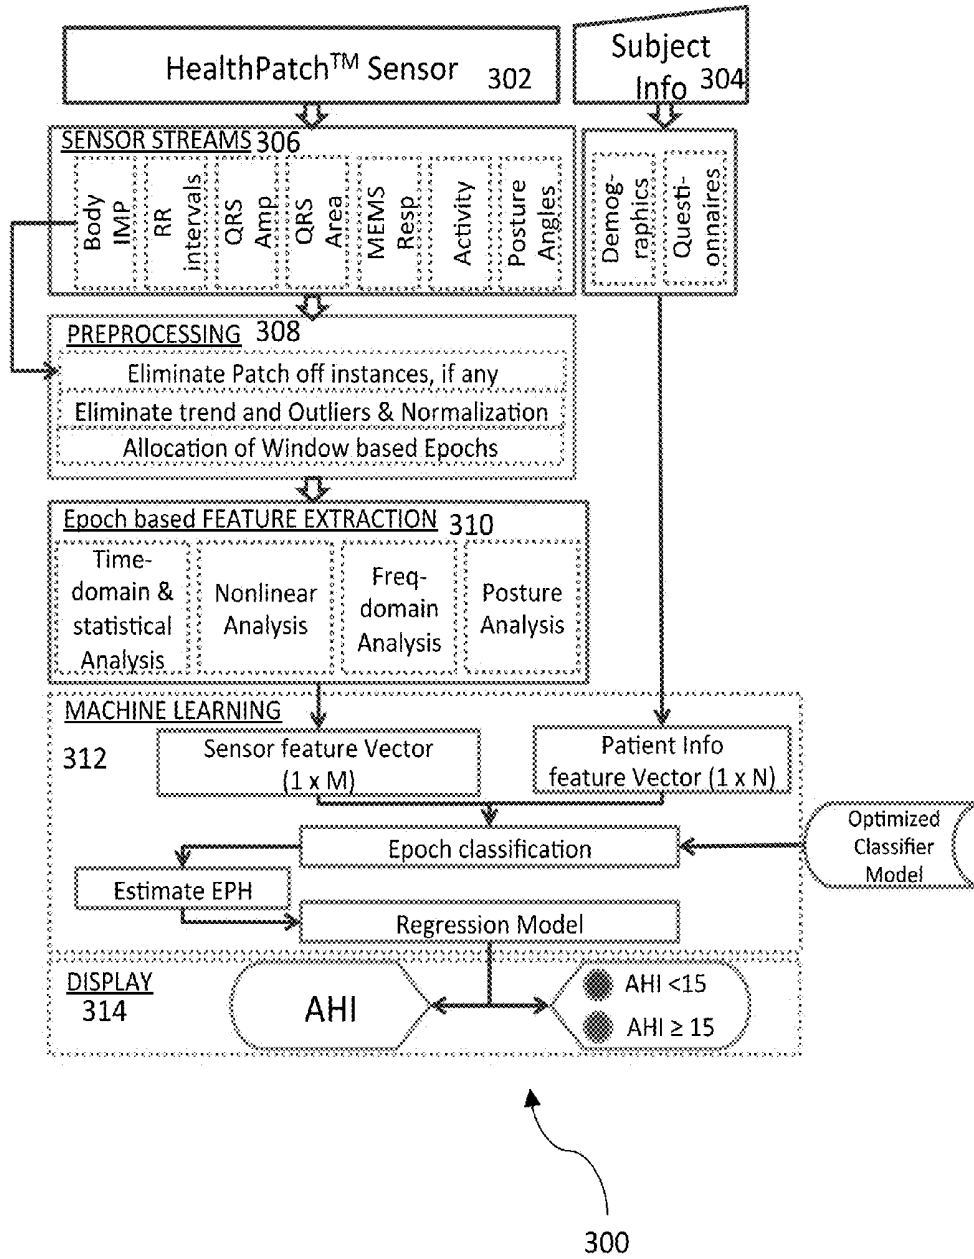 HealthPatch™ Sensor 302
Subject
Info 304
SENSOR STREAMS 306
Body
IMP
RR
intervals
QRS
Amp
QRS
Area
MEMS
Resp
Activity
Posture
Angles
Demog-
raphics
Questi-
onnaires
PREPROCESSING 308
Eliminate Patch off instances, if any
Eliminate trend and Outliers & Normalization
Allocation of Window based Epochs
Epoch based FEATURE EXTRACTION 310
Time-
domain &
statistical
Analysis
Nonlinear
Analysis
Freq-
domain
Analysis
Posture
Analysis
MACHINE LEARNING
312
Sensor feature Vector
(1 x M)
Patient Info
feature Vector (1 x N)
Epoch classification
Optimized
Classifier
Model
Estimate EPH
Regression Model
DISPLAY
314
AHI
AHI <15
AHI ≥ 15
300